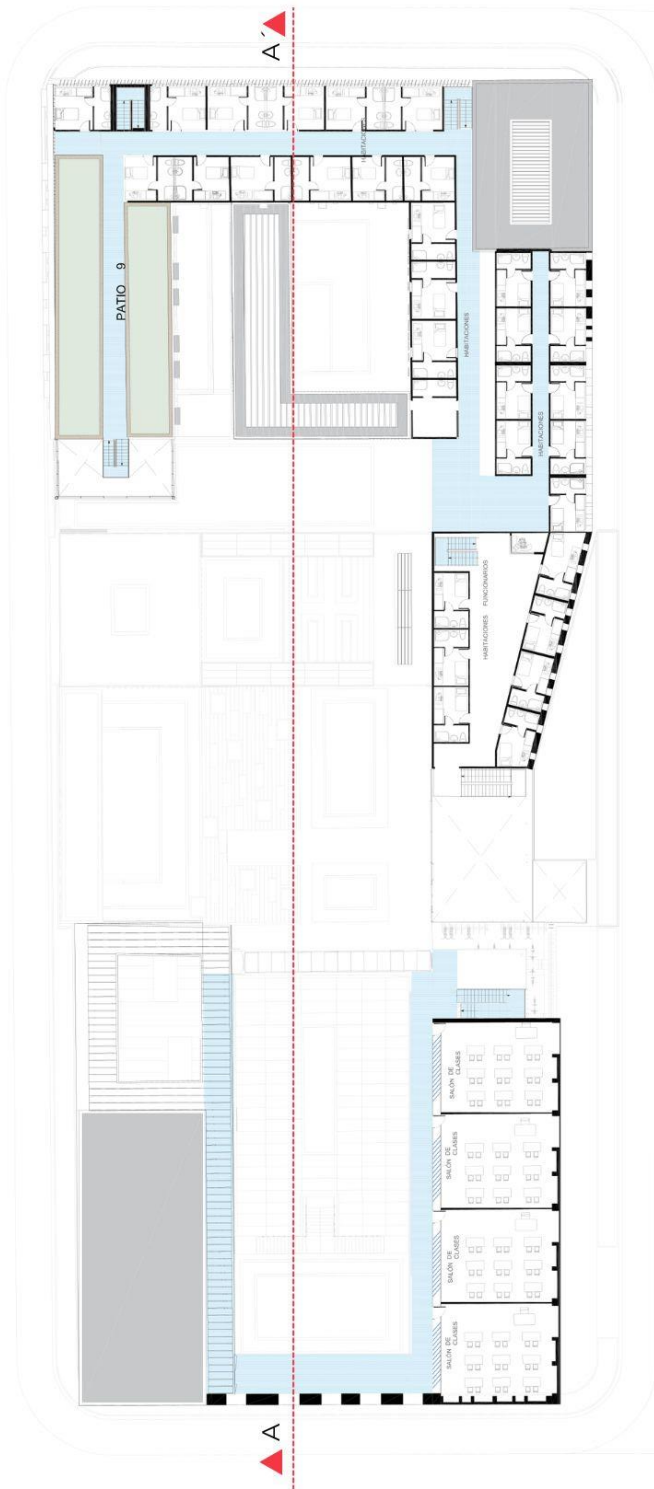 A´
HABITACIONES
PATIO 9
HABITACIONES
HABITACIONES
HABITACIONES FUNCIONARIOS
SALÓN DE
CLASES
SALÓN DE
CLASES
SALÓN DE
CLASES
SALÓN DE
CLASES
A